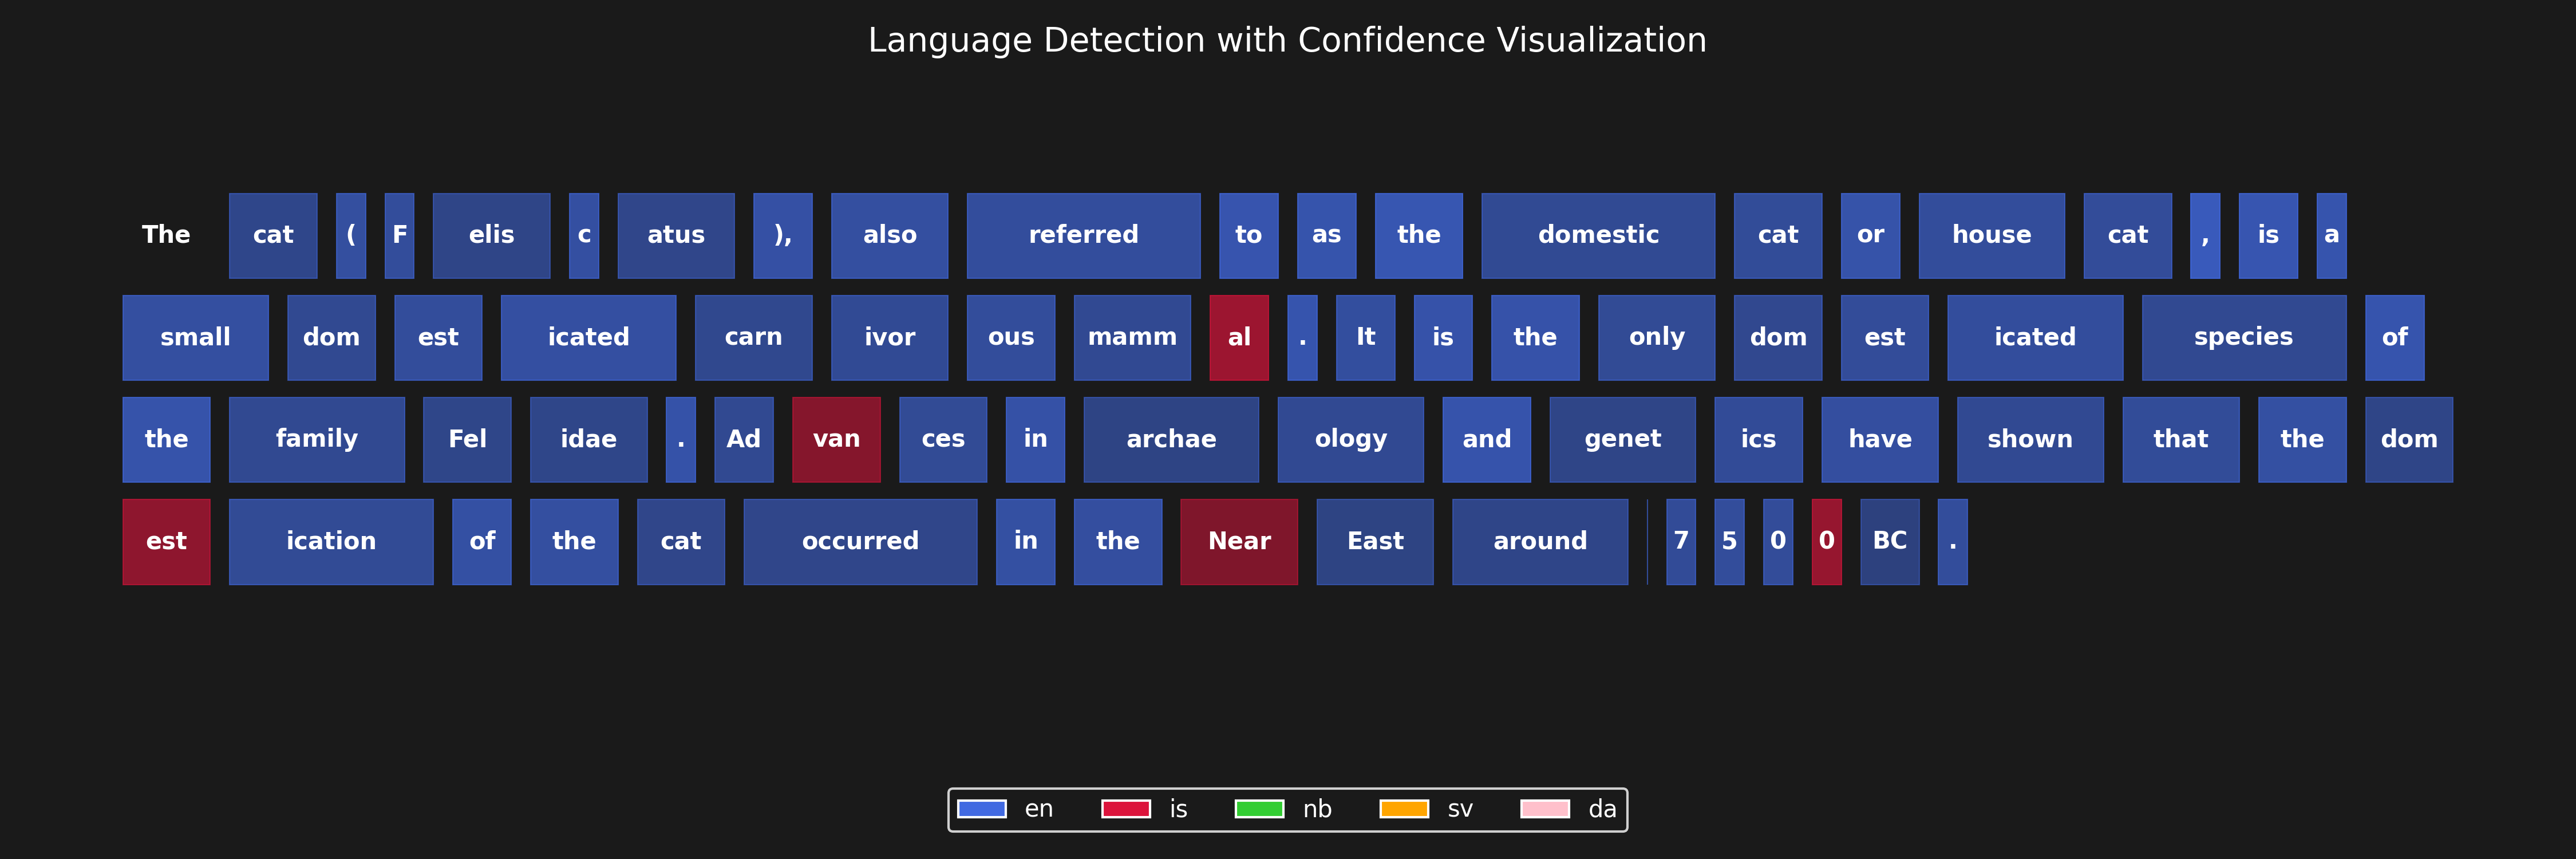 Language Detection with Confidence Visualization
The cat ( F elis c atus ), also referred to as the domestic cat or house cat , is a
small dom est icated carn ivor ous mamm al . It is the only dom est icated species of
the family Fel idae . Ad van ces in archae ology and genet ics have shown that the dom
est ication of the cat occurred in the Near East around 7 5 0 0 BC .
en is nb sv da